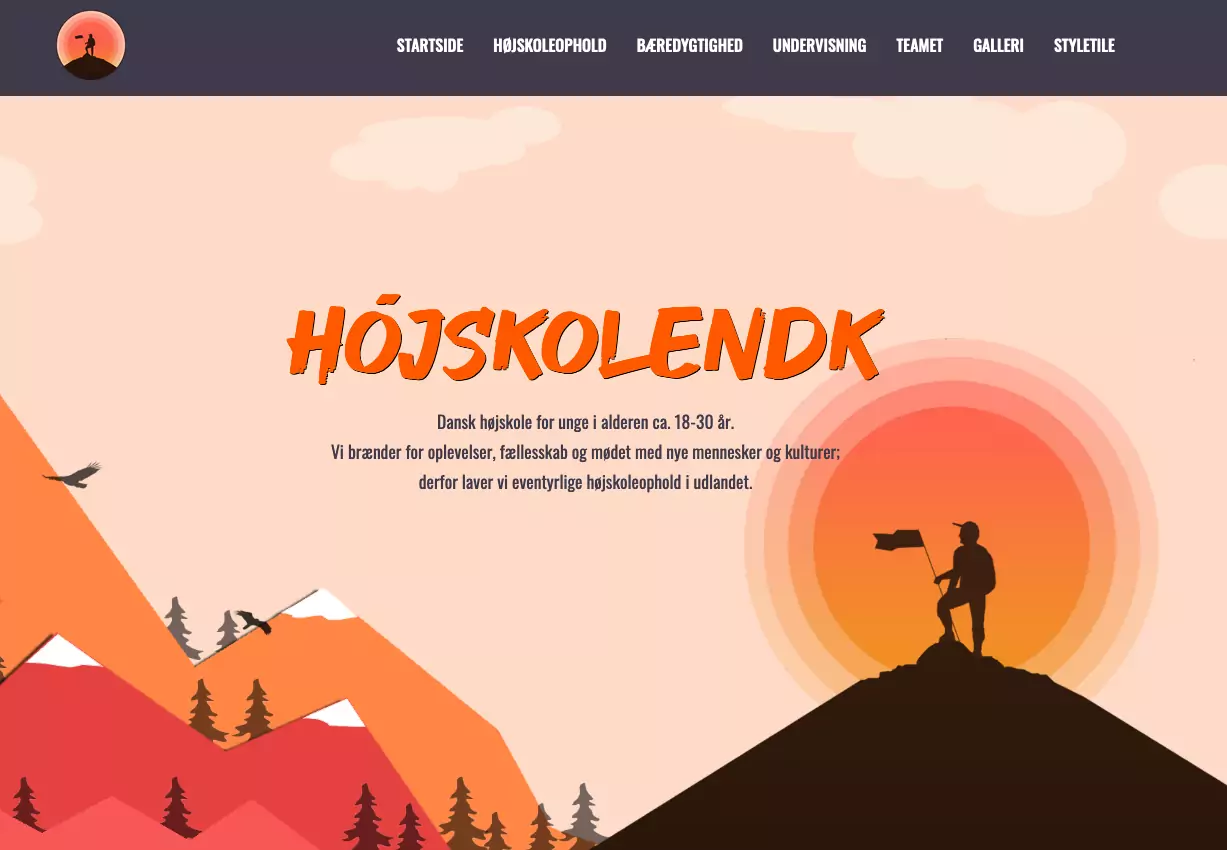 STARTSIDE HØJSKOLEOPHOLD BÆREDYGTIGHED UNDERVISNING TEAMET GALLERI STYLETILE
HÓJSKOLENDK
Dansk højskole for unge i alderen ca. 18-30 år.
Vi brænder for oplevelser, fællesskab og mødet med nye mennesker og kulturer;
derfor laver vi eventyrlige højskoleophold i udlandet.